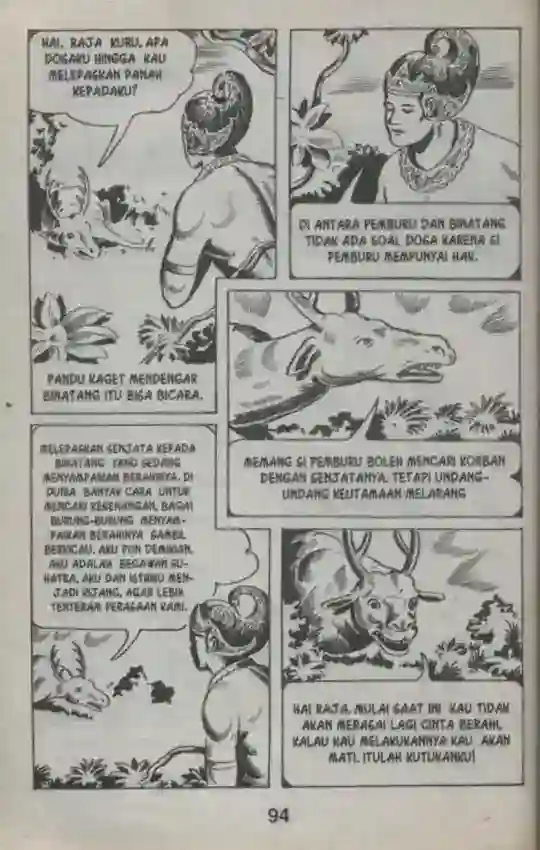 HAI, RAJA KURU, APA
DOSAKU HINGGA KAU
MELEPASKAN PANAH
KEPADAKU?
PANDU KAGET MENDENGAR
BINATANG ITU BISA BICARA.
DI ANTARA PEMBURU DAN BINATANG
TIDAK ADA SOAL DOSA KARENA SI
PEMBURU MEMPUNYAI HAK.
MEMANG SI PEMBURU BOLEH MENCARI KORBAN
DENGAN SENJATANYA. TETAPI UNDANG-
UNDANG KEUTAMAAN MELARANG
MELEPASKAN SENJATA KEPADA
BINATANG YANG SEDANG
MENYAMPAIKAN BERAHINYA. DI
DUNIA BANYAK CARA UNTUK
MENCARI KESENANGAN, BAGAI
BURUNG-BURUNG MENYAM-
PAIKAN BERAHINYA SAMBIL
BERKICAU. AKU PUN DEMIKIAN.
AKU ADALAH BEGAWAN SU-
HATRA, AKU DAN ISTRIKU MEN-
JADI KIJANG, AGAR LEBIH
TENTERAM PERASAAN KAMI.
HAI RAJA, MULAI SAAT INI KAU TIDAK
AKAN MERASAI LAGI CINTA BERAHI,
KALAU KAU MELAKUKANNYA KAU AKAN
MATI. ITULAH KUTUKANKU!
94